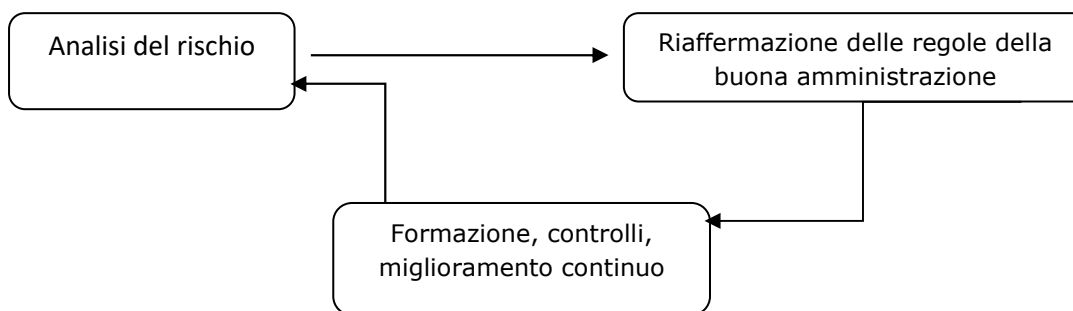 Analisi del rischio
Riaffermazione delle regole della
buona amministrazione
Formazione, controlli,
miglioramento continuo